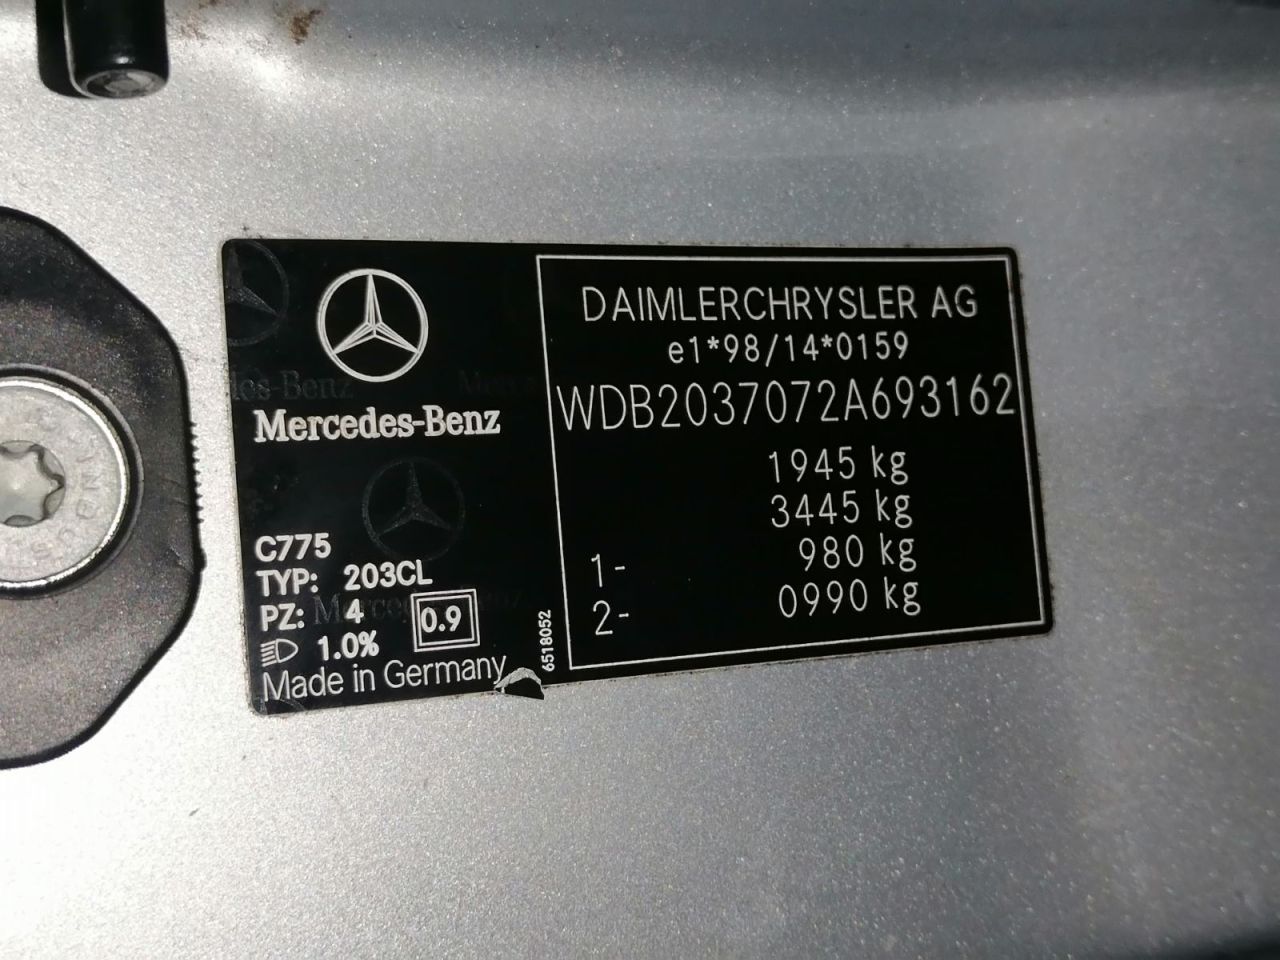 Mercedes-Benz
C775
TYP: 203CL
PZ: 4 0.9
1.0%
Made in Germany
6518052
DAIMLERCHRYSLER AG
e1*98/14*0159
WDB2037072A693162
1945 kg
3445 kg
1- 980 kg
2- 0990 kg